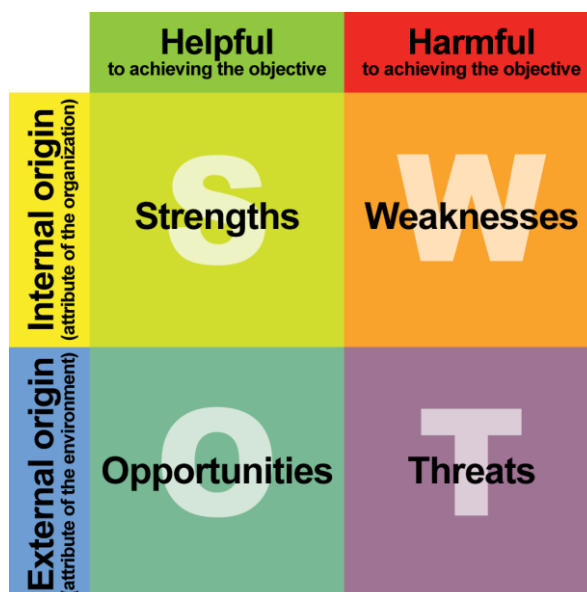 Helpful
to achieving the objective
Harmful
to achieving the objective
Internal origin
(attribute of the organization)
S
Strengths
W
Weaknesses
External origin
(attribute of the environment)
O
Opportunities
T
Threats